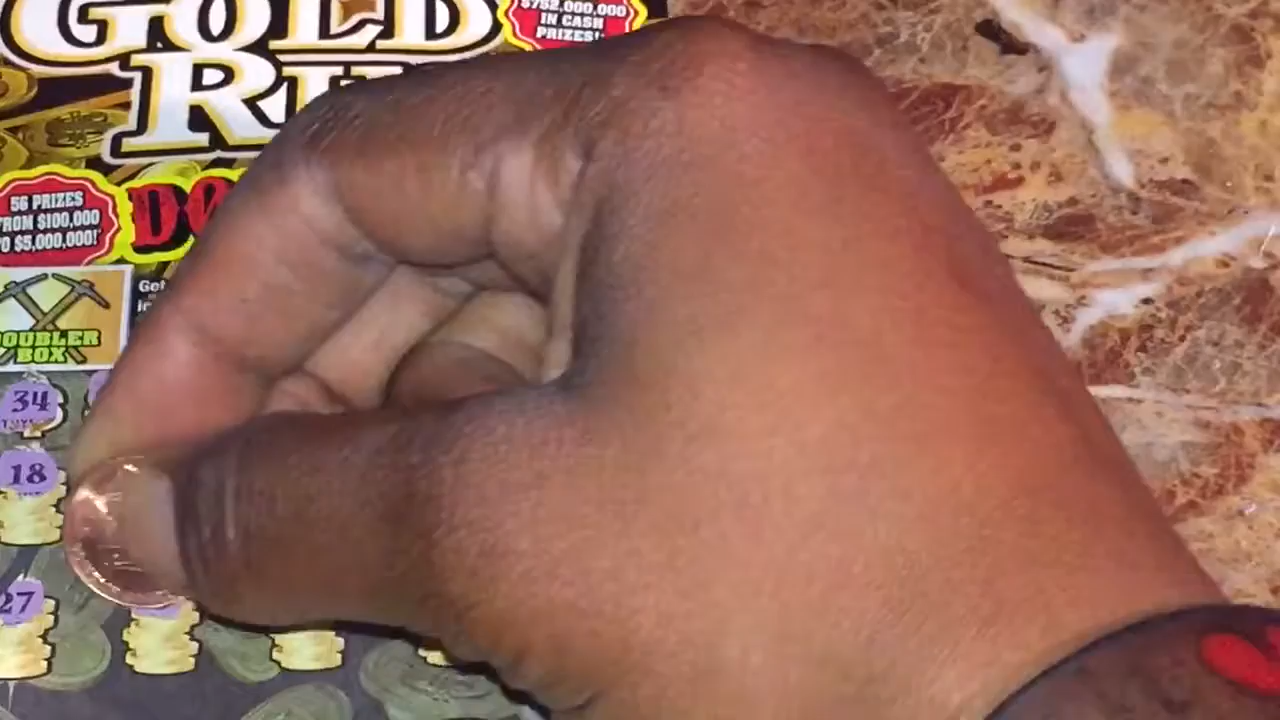 GOLD
$752,000,000
IN CASH
PRIZES!
56 PRIZES
FROM $100,000
TO $5,000,000!
Get
DOUBLER
BOX
34
18
27